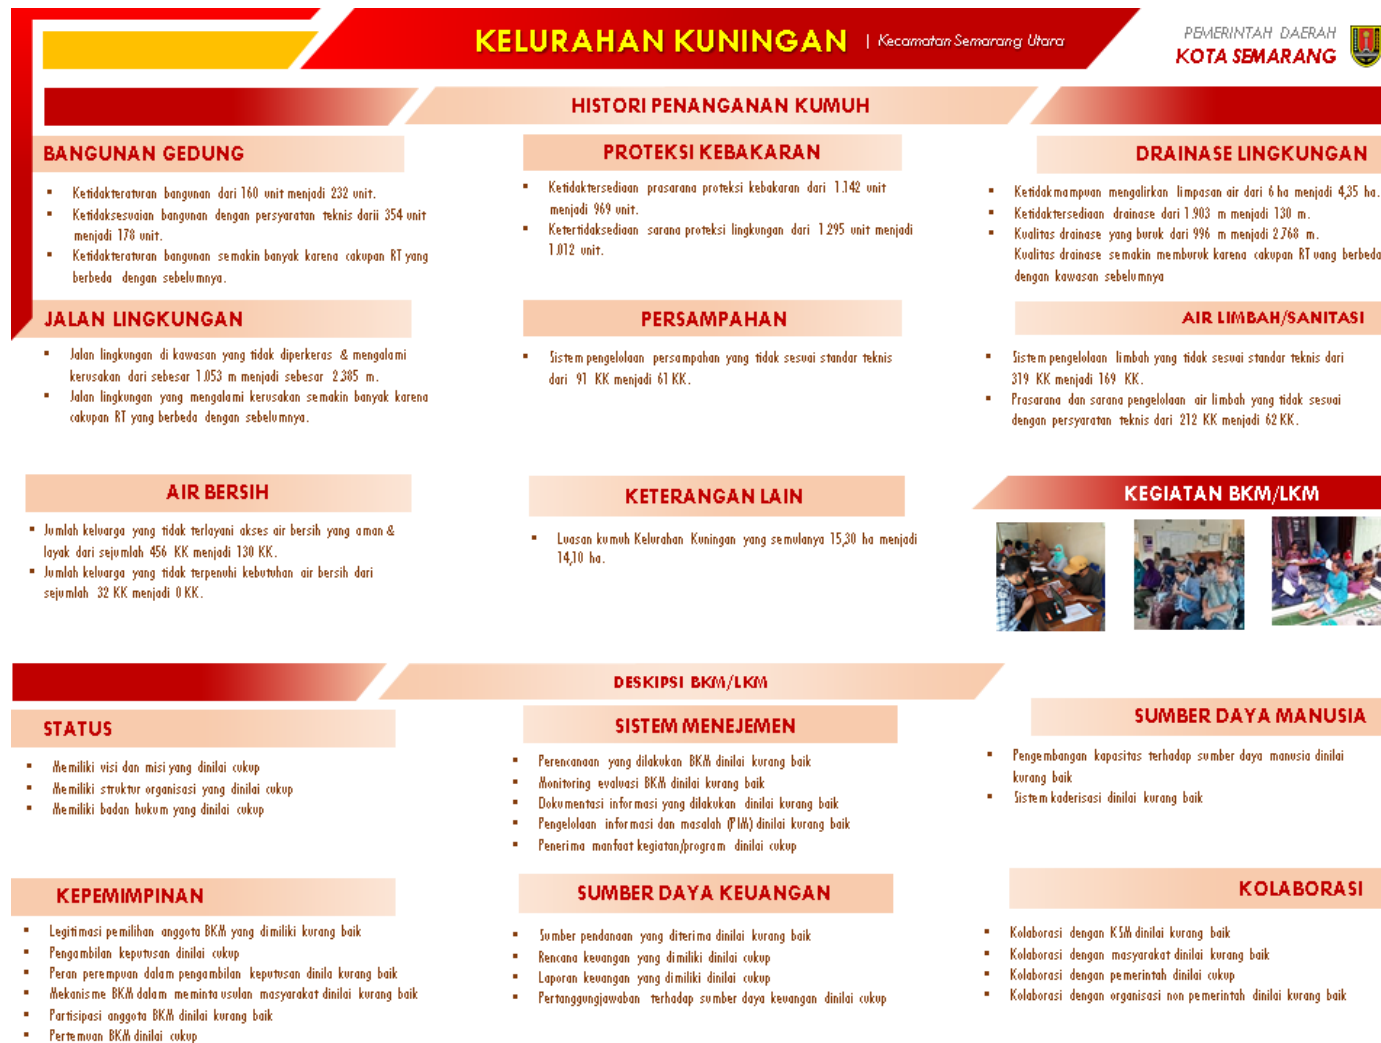 KELURAHAN KUNINGAN | Kecamatan Semarang Utara
PEMERINTAH DAERAH
KOTA SEMARANG
HISTORI PENANGANAN KUMUH
BANGUNAN GEDUNG
▪ Ketidakteraturan bangunan dari 160 unit menjadi 232 unit.
▪ Ketidaksesuaian bangunan dengan persyaratan teknis darii 354 unit
menjadi 178 unit.
▪ Ketidakteraturan bangunan semakin banyak karena cakupan RT yang
berbeda dengan sebelumnya.
PROTEKSI KEBAKARAN
▪ Ketidaktersediaan prasarana proteksi kebakaran dari 1.142 unit
menjadi 969 unit.
▪ Ketertidaksediaan sarana proteksi lingkungan dari 1.295 unit menjadi
1.012 unit.
DRAINASE LINGKUNGAN
▪ Ketidakmampuan mengalirkan limpasan air dari 6 ha menjadi 4,35 ha.
▪ Ketidaktersediaan drainase dari 1.903 m menjadi 130 m.
▪ Kualitas drainase yang buruk dari 996 m menjadi 2.768 m.
Kualitas drainase semakin memburuk karena cakupan RT uang berbeda
dengan kawasan sebelumnya
JALAN LINGKUNGAN
▪ Jalan lingkungan di kawasan yang tidak diperkeras & mengalami
kerusakan dari sebesar 1.053 m menjadi sebesar 2.385 m.
▪ Jalan lingkungan yang mengalami kerusakan semakin banyak karena
cakupan RT yang berbeda dengan sebelumnya.
PERSAMPAHAN
▪ Sistem pengelolaan persampahan yang tidak sesuai standar teknis
dari 91 KK menjadi 61 KK.
AIR LIMBAH/SANITASI
▪ Sistem pengelolaan limbah yang tidak sesuai standar teknis dari
319 KK menjadi 169 KK.
▪ Prasarana dan sarana pengelolaan air limbah yang tidak sesuai
dengan persyaratan teknis dari 212 KK menjadi 62 KK.
AIR BERSIH
▪ Jumlah keluarga yang tidak terlayani akses air bersih yang aman &
layak dari sejumlah 456 KK menjadi 130 KK.
▪ Jumlah keluarga yang tidak terpenuhi kebutuhan air bersih dari
sejumlah 32 KK menjadi 0 KK.
KETERANGAN LAIN
▪ Luasan kumuh Kelurahan Kuningan yang semulanya 15,30 ha menjadi
14,10 ha.
KEGIATAN BKM/LKM
DESKIPSI BKM/LKM
STATUS
▪ Memiliki visi dan misi yang dinilai cukup
▪ Memiliki struktur organisasi yang dinilai cukup
▪ Memiliki badan hukum yang dinilai cukup
SISTEM MENEJEMEN
▪ Perencanaan yang dilakukan BKM dinilai kurang baik
▪ Monitoring evaluasi BKM dinilai kurang baik
▪ Dokumentasi informasi yang dilakukan dinilai kurang baik
▪ Pengelolaan informasi dan masalah (PIM) dinilai kurang baik
▪ Penerima manfaat kegiatan/program dinilai cukup
SUMBER DAYA MANUSIA
▪ Pengembangan kapasitas terhadap sumber daya manusia dinilai
kurang baik
▪ Sistem kaderisasi dinilai kurang baik
KEPEMIMPINAN
▪ Legitimasi pemilihan anggota BKM yang dimiliki kurang baik
▪ Pengambilan keputusan dinilai cukup
▪ Peran perempuan dalam pengambilan keputusan dinila kurang baik
▪ Mekanisme BKM dalam meminta usulan masyarakat dinilai kurang baik
▪ Partisipasi anggota BKM dinilai kurang baik
▪ Pertemuan BKM dinilai cukup
SUMBER DAYA KEUANGAN
▪ Sumber pendanaan yang diterima dinilai kurang baik
▪ Rencana keuangan yang dimiliki dinilai cukup
▪ Laporan keuangan yang dimiliki dinilai cukup
▪ Pertanggungjawaban terhadap sumber daya keuangan dinilai cukup
KOLABORASI
▪ Kolaborasi dengan KSM dinilai kurang baik
▪ Kolaborasi dengan masyarakat dinilai kurang baik
▪ Kolaborasi dengan pemerintah dinilai cukup
▪ Kolaborasi dengan organisasi non pemerintah dinilai kurang baik